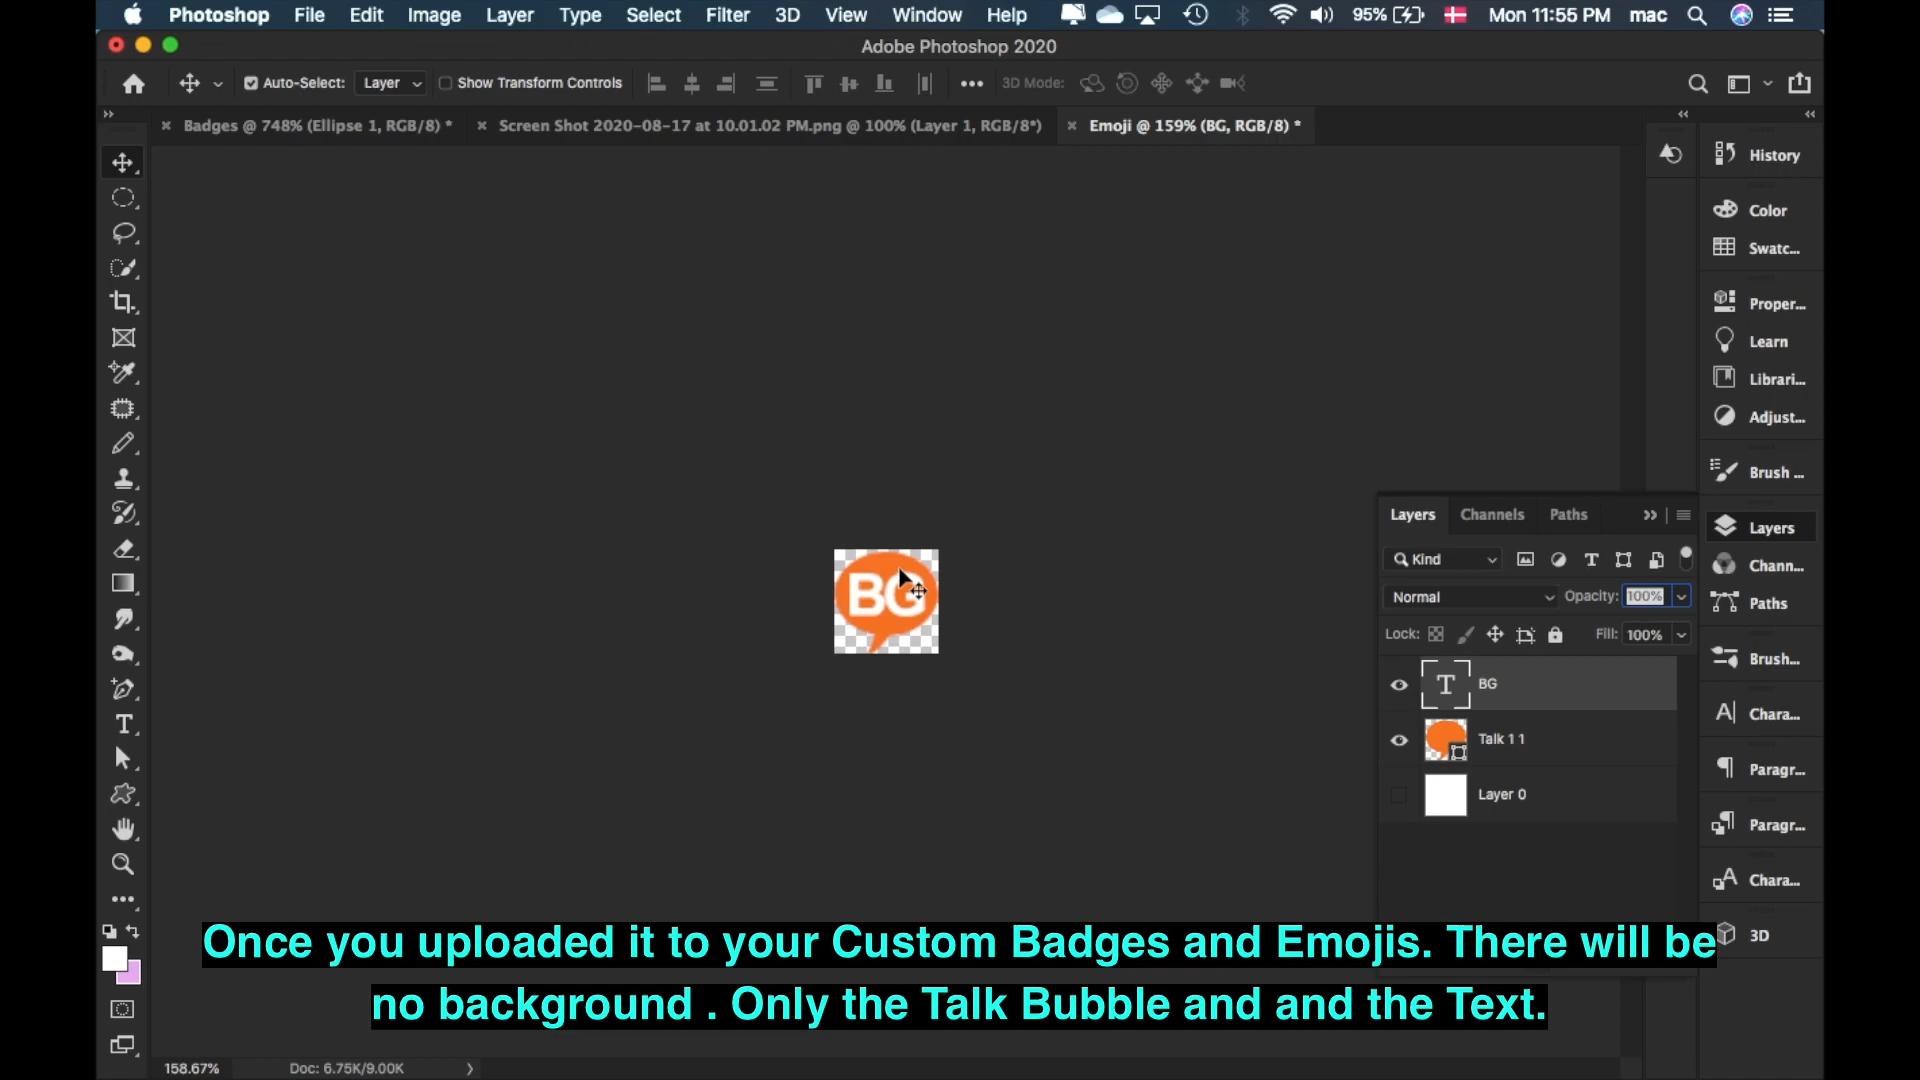 Photoshop File Edit Image Layer Type Select Filter 3D View Window Help 95% Mon 11:55 PM mac
Adobe Photoshop 2020
Auto-Select: Layer Show Transform Controls 3D Mode:
Badges @ 748% (Ellipse 1, RGB/8) *
Screen Shot 2020-08-17 at 10.01.02 PM.png @ 100% (Layer 1, RGB/8*)
Emoji @ 159% (BG, RGB/8) *
History
Color
Swatc...
Proper...
Learn
Librari...
Adjust...
Brush ...
Layers
Chann...
Paths
Brush...
Chara...
Paragr...
Paragr...
Chara...
3D
BG
Layers Channels Paths
Kind
Normal Opacity: 100%
Lock: Fill: 100%
T BG
Talk 1 1
Layer 0
Once you uploaded it to your Custom Badges and Emojis. There will be
no background . Only the Talk Bubble and and the Text.
158.67% Doc: 6.75K/9.00K